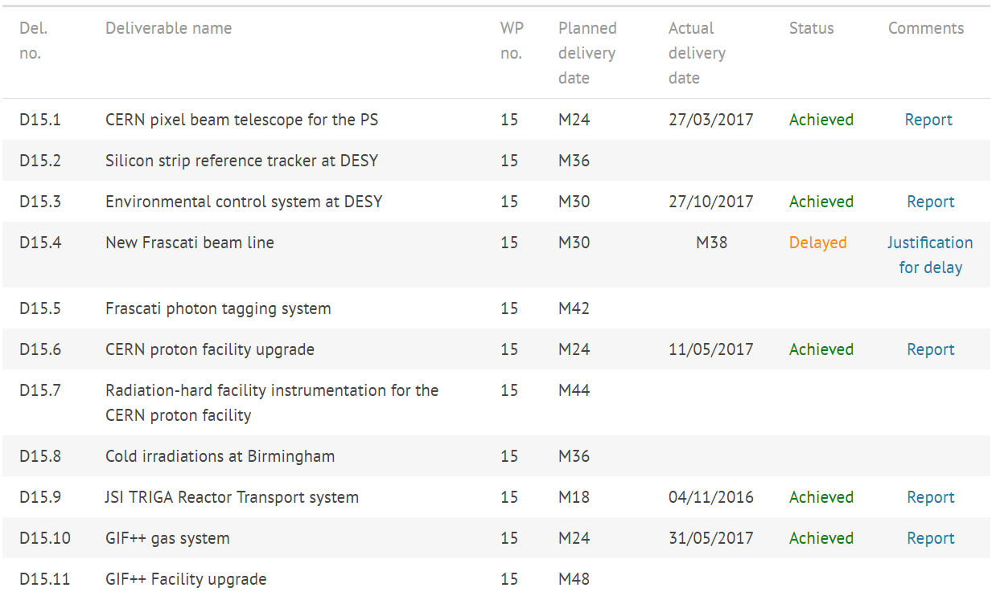 Del. no. Deliverable name WP no. Planned delivery date Actual delivery date Status Comments
D15.1 CERN pixel beam telescope for the PS 15 M24 27/03/2017 Achieved Report
D15.2 Silicon strip reference tracker at DESY 15 M36
D15.3 Environmental control system at DESY 15 M30 27/10/2017 Achieved Report
D15.4 New Frascati beam line 15 M30 M38 Delayed Justification for delay
D15.5 Frascati photon tagging system 15 M42
D15.6 CERN proton facility upgrade 15 M24 11/05/2017 Achieved Report
D15.7 Radiation-hard facility instrumentation for the CERN proton facility 15 M44
D15.8 Cold irradiations at Birmingham 15 M36
D15.9 JSI TRIGA Reactor Transport system 15 M18 04/11/2016 Achieved Report
D15.10 GIF++ gas system 15 M24 31/05/2017 Achieved Report
D15.11 GIF++ Facility upgrade 15 M48